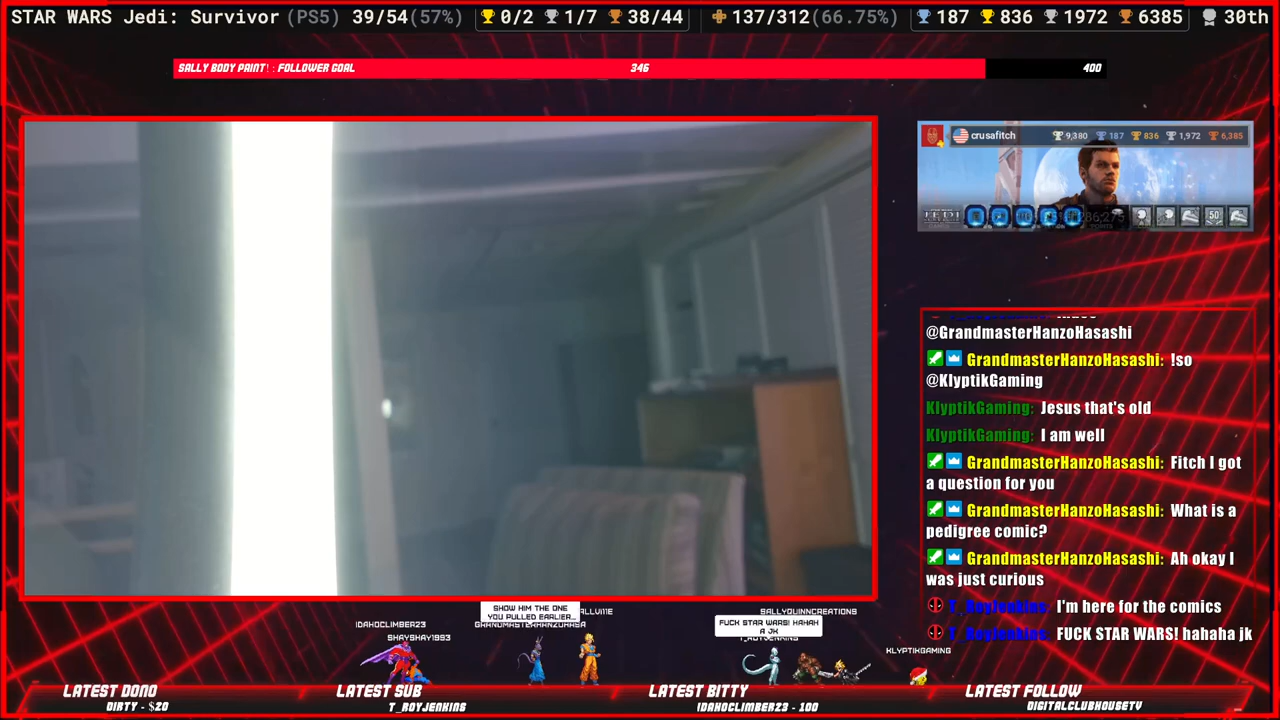 STAR WARS Jedi: Survivor (PS5) 39/54(57%) 0/2 1/7 38/44 137/312(66.75%) 187 836 1972 6385 30th
SALLY BODY PAINT! : FOLLOWER GOAL 346 400
crusafitch 9,380 187 836 1,972 6,385
JEDI
50
@GrandmasterHanzoHasashi
GrandmasterHanzoHasashi: !so
@KlyptikGaming
KlyptikGaming: Jesus that's old
KlyptikGaming: I am well
GrandmasterHanzoHasashi: Fitch I got
a question for you
GrandmasterHanzoHasashi: What is a
pedigree comic?
GrandmasterHanzoHasashi: Ah okay I
was just curious
T_RoyJenkins: I'm here for the comics
T_RoyJenkins: FUCK STAR WARS! hahaha jk
SHOW HIM THE ONE
YOU PULLED EARLIER...
SALLYQUINNCREATIONS
IDAHOCLIMBER23
FUCK STAR WARS! HAHAH
A JK
SHAYSHAY1993
T_ROYJENKINS
KLYPTIKGAMING
LATEST DONO LATEST SUB LATEST BITTY LATEST FOLLOW
DIRTY - $20 T_ROYJENKINS IDAHOCLIMBER23 - 100 DIGITALCLUBHOUSETV